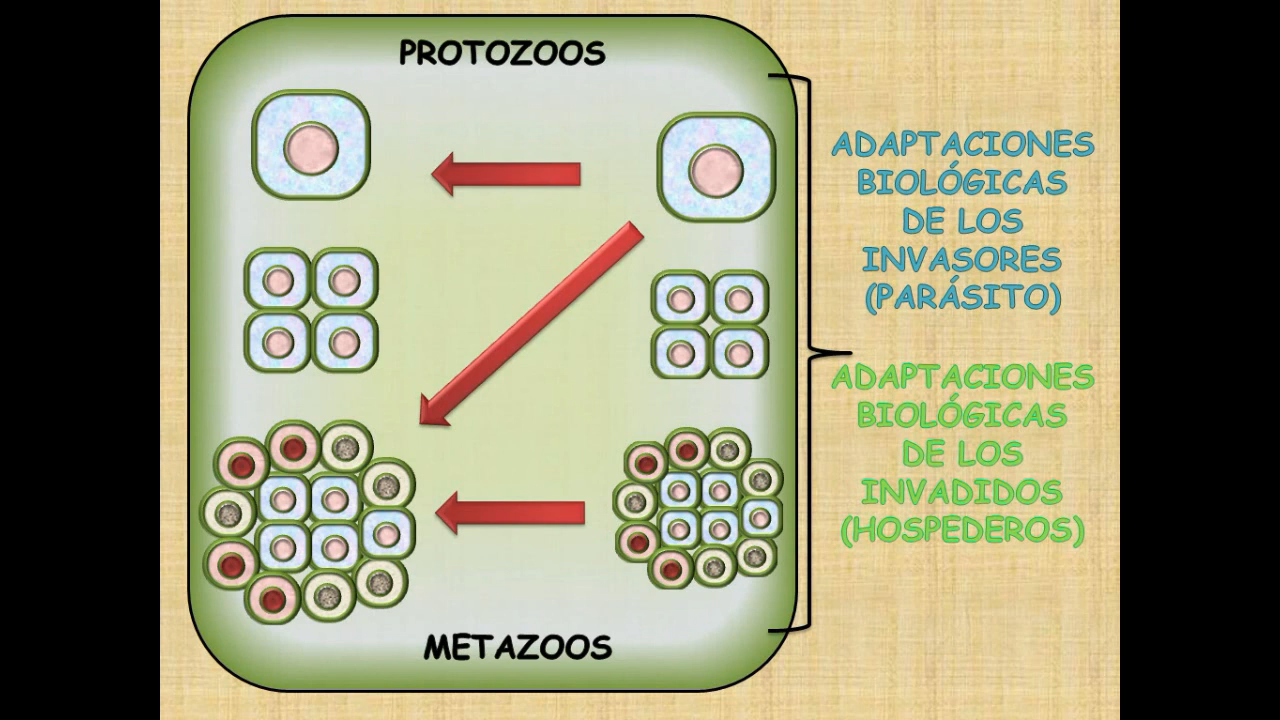 PROTOZOOS
ADAPTACIONES
BIOLÓGICAS
DE LOS
INVASORES
(PARÁSITO)
ADAPTACIONES
BIOLÓGICAS
DE LOS
INVADIDOS
(HOSPEDEROS)
METAZOOS